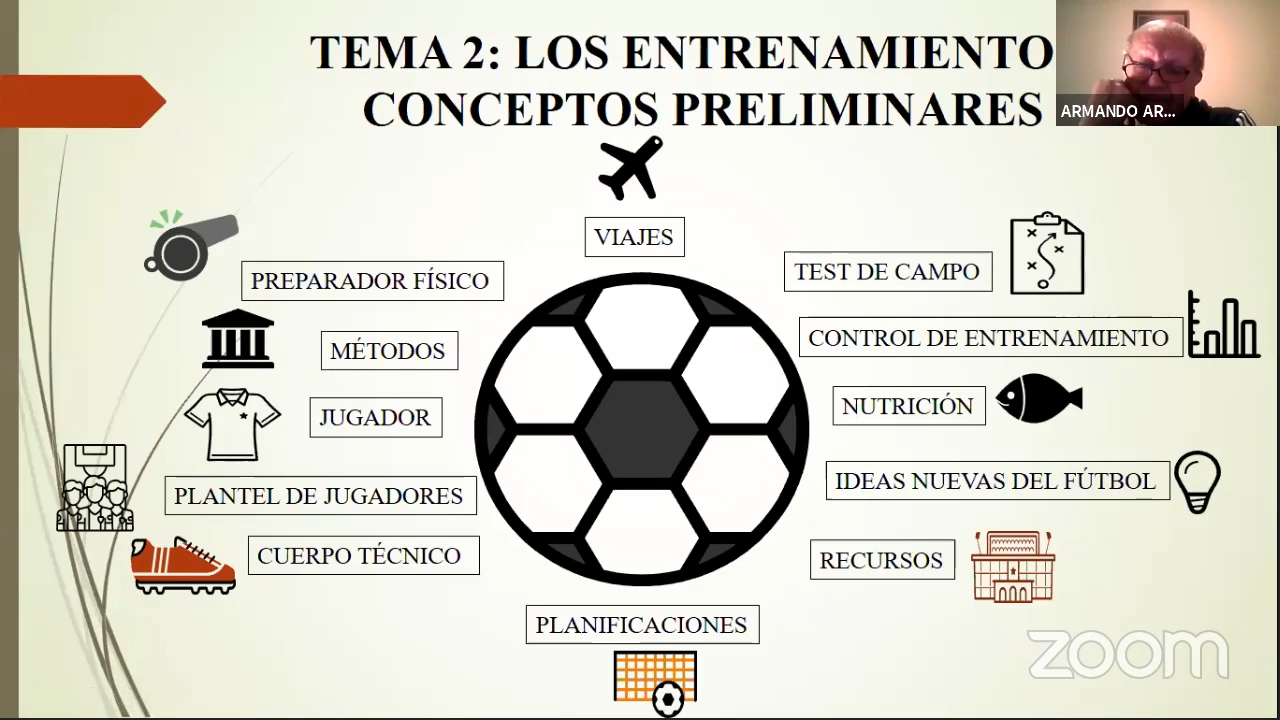 TEMA 2: LOS ENTRENAMIENTO
CONCEPTOS PRELIMINARES
ARMANDO AR...
VIAJES
PREPARADOR FÍSICO
TEST DE CAMPO
MÉTODOS
CONTROL DE ENTRENAMIENTO
JUGADOR
NUTRICIÓN
PLANTEL DE JUGADORES
IDEAS NUEVAS DEL FÚTBOL
CUERPO TÉCNICO
RECURSOS
PLANIFICACIONES
zoom